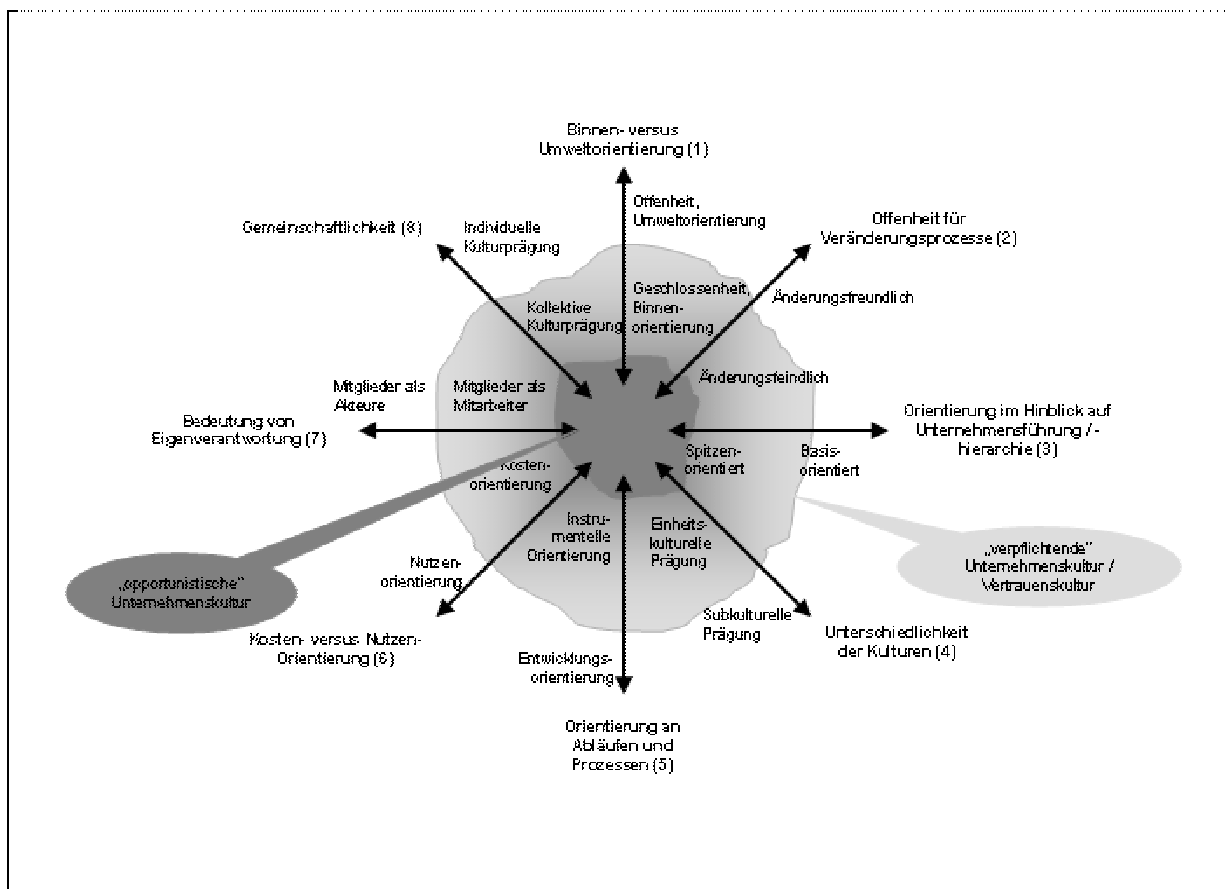 Binnen- versus
Umweltorientierung (1)
Offenheit,
Umweltorientierung
Geschlossenheit,
Binnen-
orientierung
Offenheit für
Veränderungsprozesse (2)
Änderungsfreundlich
Änderungsfeindlich
Orientierung im Hinblick auf
Unternehmensführung / -
hierarchie (3)
Spitzen-
orientiert
Basis-
orientiert
Unterschiedlichkeit
der Kulturen (4)
Einheits-
kulturelle
Prägung
Subkulturelle
Prägung
Orientierung an
Abläufen und
Prozessen (5)
Instru-
mentelle
Orientierung
Entwicklungs-
orientierung
Kosten- versus Nutzen-
Orientierung (6)
Kosten-
orientierung
Nutzen-
orientierung
Bedeutung von
Eigenverantwortung (7)
Mitglieder als
Akteure
Mitglieder als
Mitarbeiter
Gemeinschaftlichkeit (8)
Individuelle
Kulturprägung
Kollektive
Kulturprägung
„opportunistische“
Unternehmenskultur
„verpflichtende“
Unternehmenskultur /
Vertrauenskultur